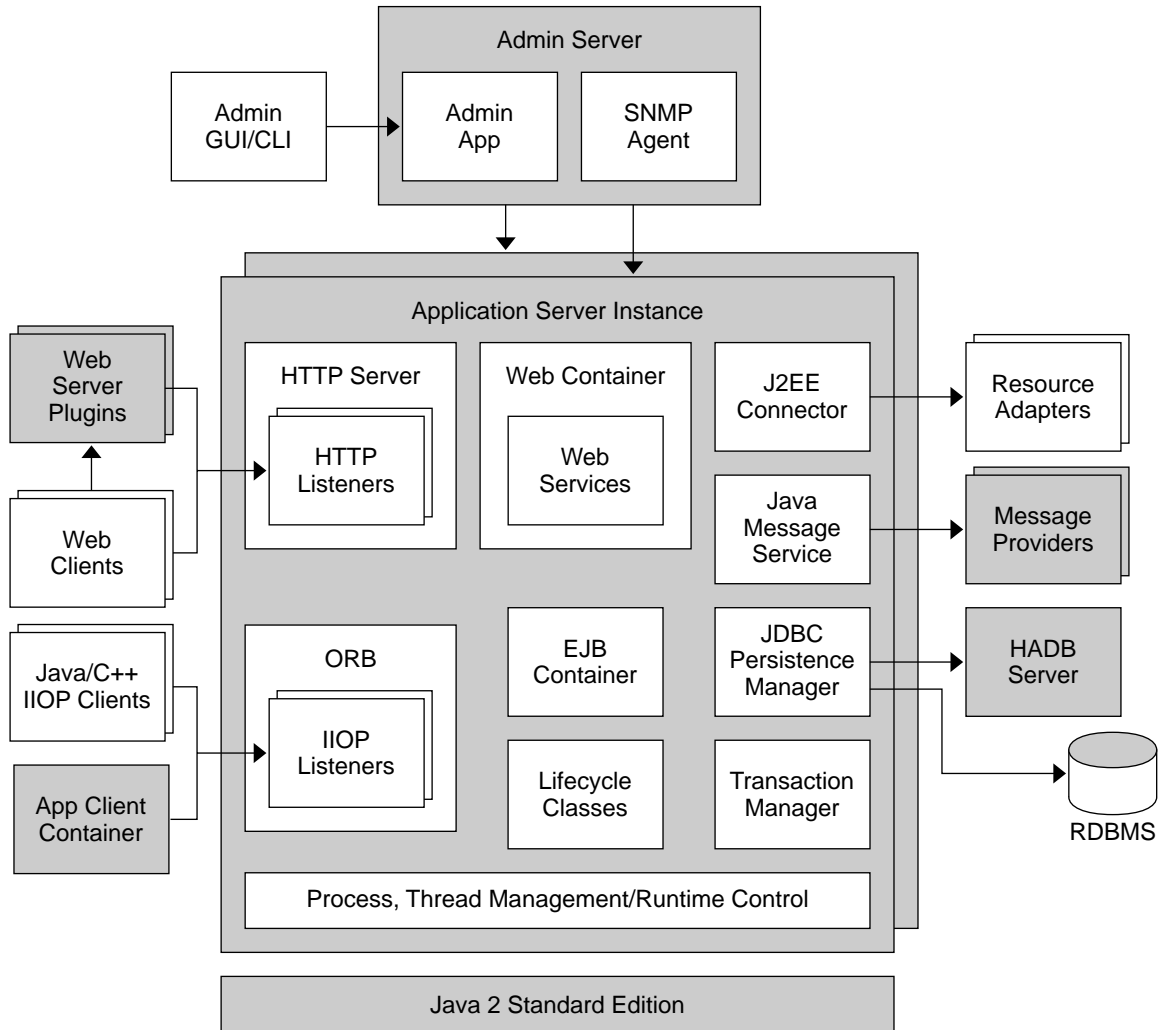 Admin Server
Admin
GUI/CLI
Admin
App
SNMP
Agent
Application Server Instance
Web
Server
Plugins
HTTP Server
HTTP
Listeners
Web Container
Web
Services
J2EE
Connector
Resource
Adapters
Web
Clients
Java
Message
Service
Message
Providers
Java/C++
IIOP Clients
ORB
IIOP
Listeners
EJB
Container
JDBC
Persistence
Manager
HADB
Server
App Client
Container
Lifecycle
Classes
Transaction
Manager
RDBMS
Process, Thread Management/Runtime Control
Java 2 Standard Edition